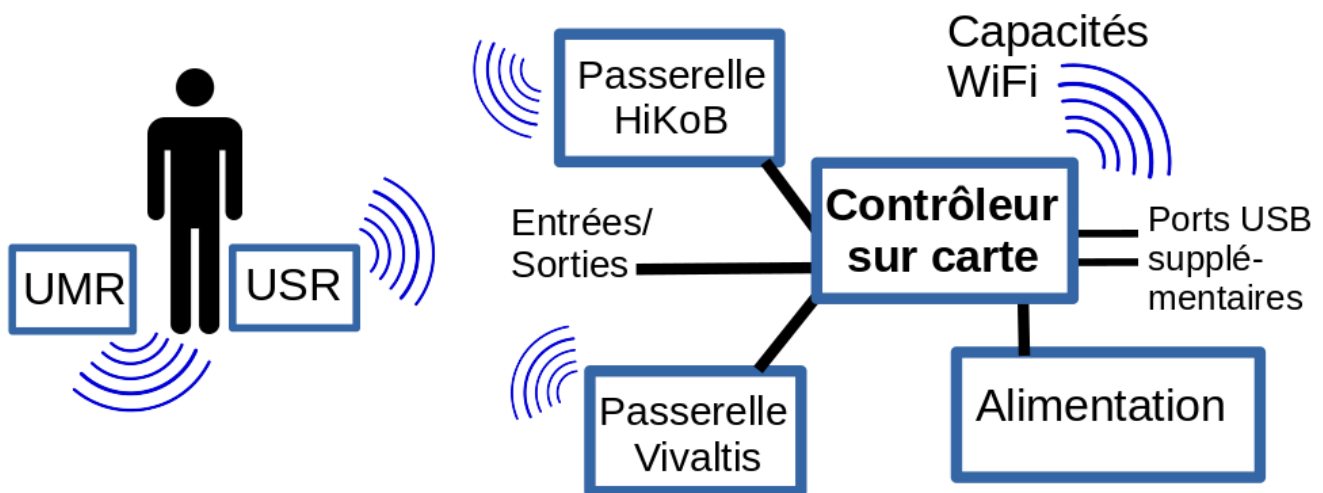 UMR
USR
Passerelle
HiKoB
Entrées/
Sorties
Passerelle
Vivaltis
Capacités
WiFi
Contrôleur
sur carte
Ports USB
supplé-
mentaires
Alimentation